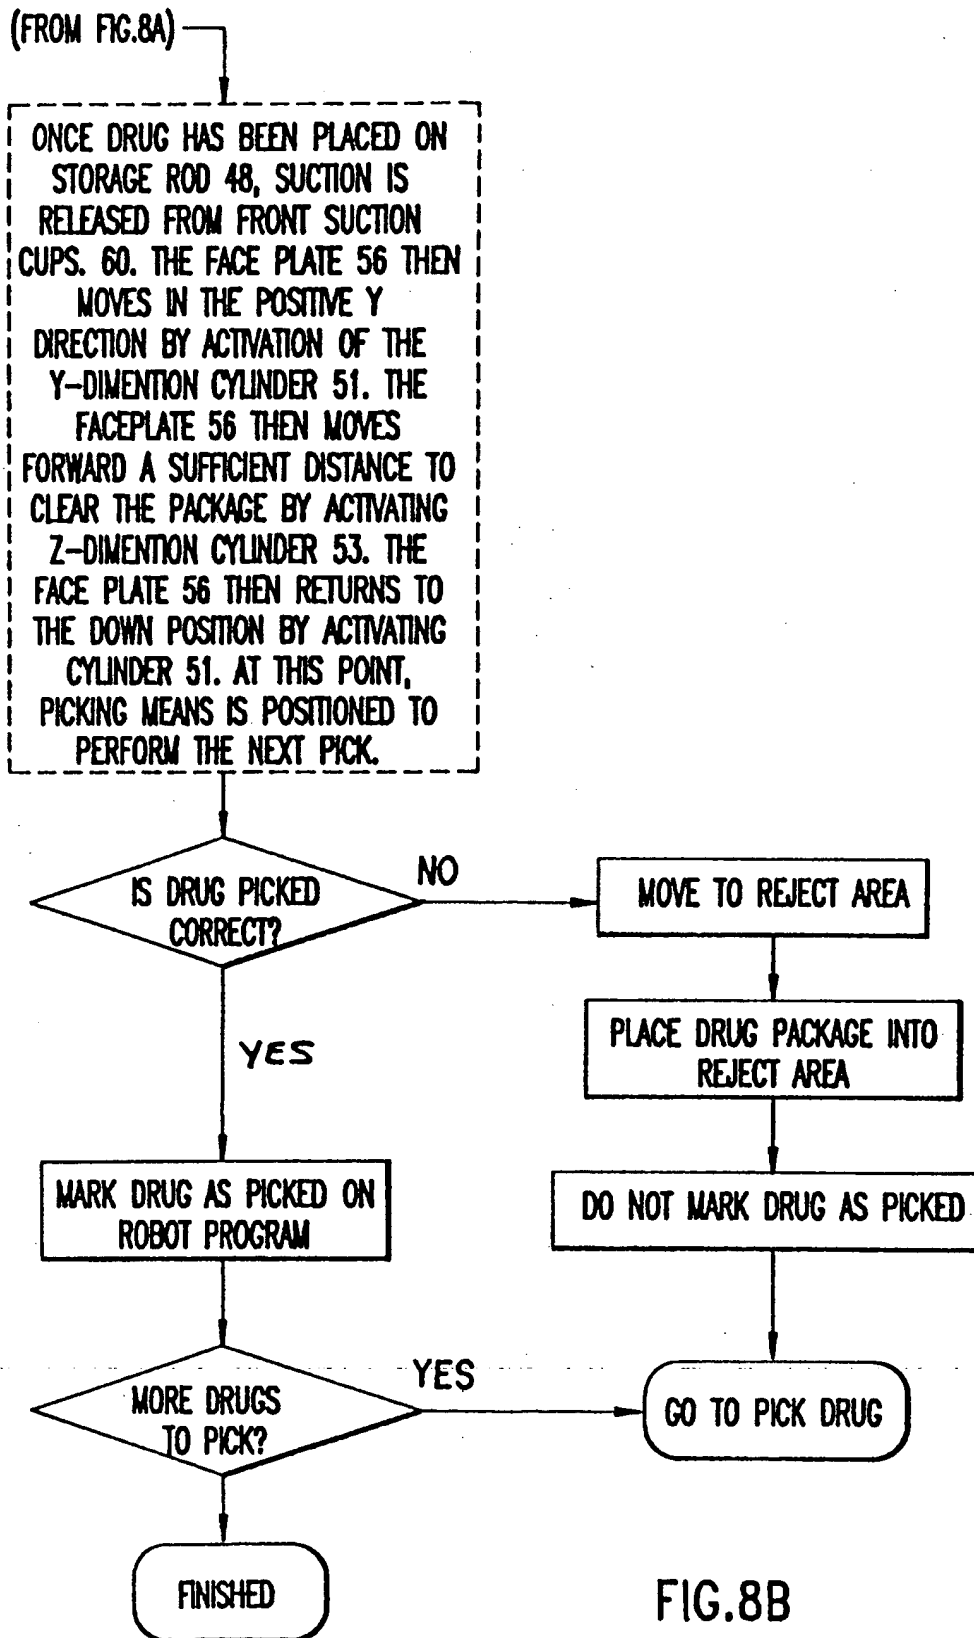 (FROM FIG.8A)
ONCE DRUG HAS BEEN PLACED ON
STORAGE ROD 48, SUCTION IS
RELEASED FROM FRONT SUCTION
CUPS. 60. THE FACE PLATE 56 THEN
MOVES IN THE POSITIVE Y
DIRECTION BY ACTIVATION OF THE
Y-DIMENTION CYLINDER 51. THE
FACEPLATE 56 THEN MOVES
FORWARD A SUFFICIENT DISTANCE TO
CLEAR THE PACKAGE BY ACTIVATING
Z-DIMENTION CYLINDER 53. THE
FACE PLATE 56 THEN RETURNS TO
THE DOWN POSITION BY ACTIVATING
CYLINDER 51. AT THIS POINT,
PICKING MEANS IS POSITIONED TO
PERFORM THE NEXT PICK.
IS DRUG PICKED
CORRECT?
NO
MOVE TO REJECT AREA
PLACE DRUG PACKAGE INTO
REJECT AREA
YES
MARK DRUG AS PICKED ON
ROBOT PROGRAM
DO NOT MARK DRUG AS PICKED
MORE DRUGS
TO PICK?
YES
GO TO PICK DRUG
FINISHED
FIG.8B